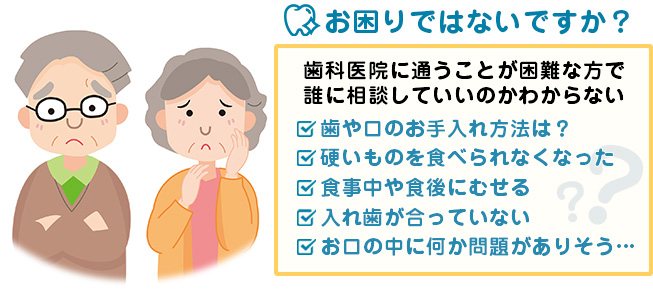 お困りではないですか？
歯科医院に通うことが困難な方で
誰に相談していいのかわからない
歯や口のお手入れ方法は？
硬いものを食べられなくなった
食事中や食後にむせる
入れ歯が合っていない
お口の中に何か問題がありそう…
??